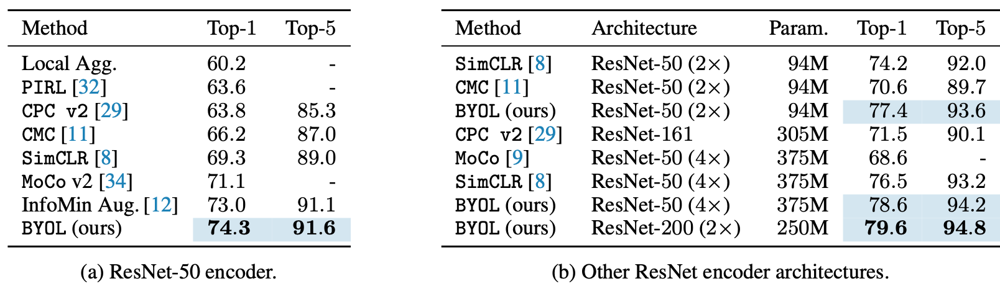 Method Top-1 Top-5
Local Agg. 60.2 -
PIRL [32] 63.6 -
CPC v2 [29] 63.8 85.3
CMC [11] 66.2 87.0
SimCLR [8] 69.3 89.0
MoCo v2 [34] 71.1 -
InfoMin Aug. [12] 73.0 91.1
BYOL (ours) 74.3 91.6
(a) ResNet-50 encoder.
Method Architecture Param. Top-1 Top-5
SimCLR [8] ResNet-50 (2×) 94M 74.2 92.0
CMC [11] ResNet-50 (2×) 94M 70.6 89.7
BYOL (ours) ResNet-50 (2×) 94M 77.4 93.6
CPC v2 [29] ResNet-161 305M 71.5 90.1
MoCo [9] ResNet-50 (4×) 375M 68.6 -
SimCLR [8] ResNet-50 (4×) 375M 76.5 93.2
BYOL (ours) ResNet-50 (4×) 375M 78.6 94.2
BYOL (ours) ResNet-200 (2×) 250M 79.6 94.8
(b) Other ResNet encoder architectures.